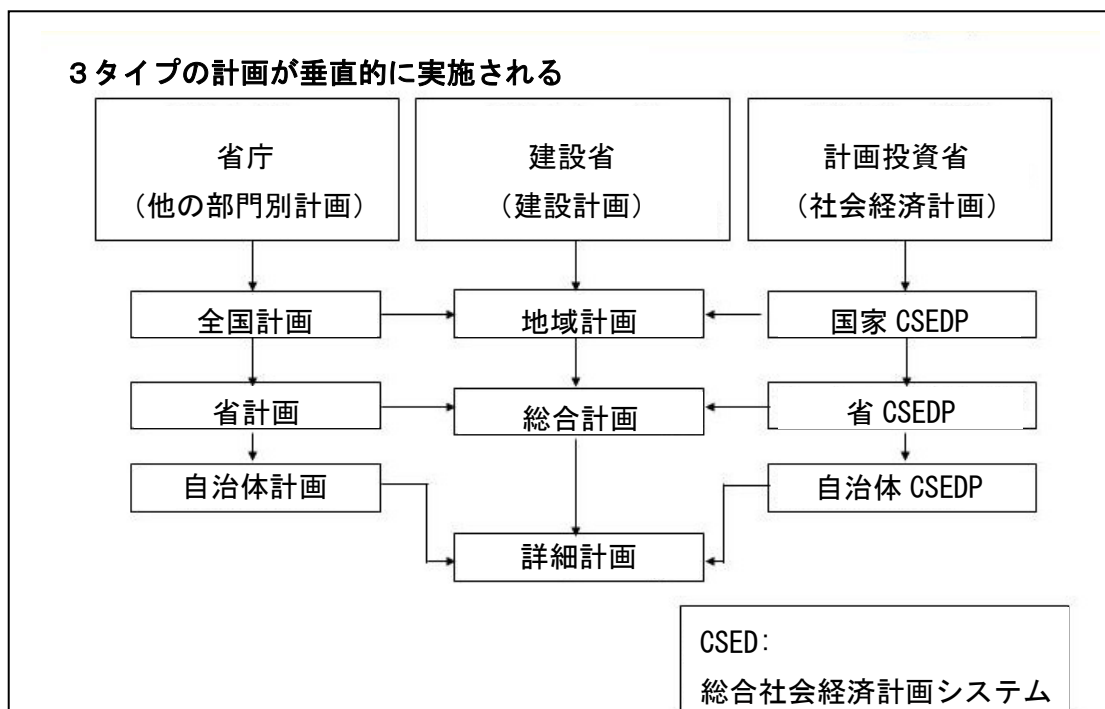 3タイプの計画が垂直的に実施される
省庁
(他の部門別計画)
建設省
(建設計画)
計画投資省
(社会経済計画)
全国計画
地域計画
国家 CSEDP
省計画
総合計画
省 CSEDP
自治体計画
自治体 CSEDP
詳細計画
CSED:
総合社会経済計画システム